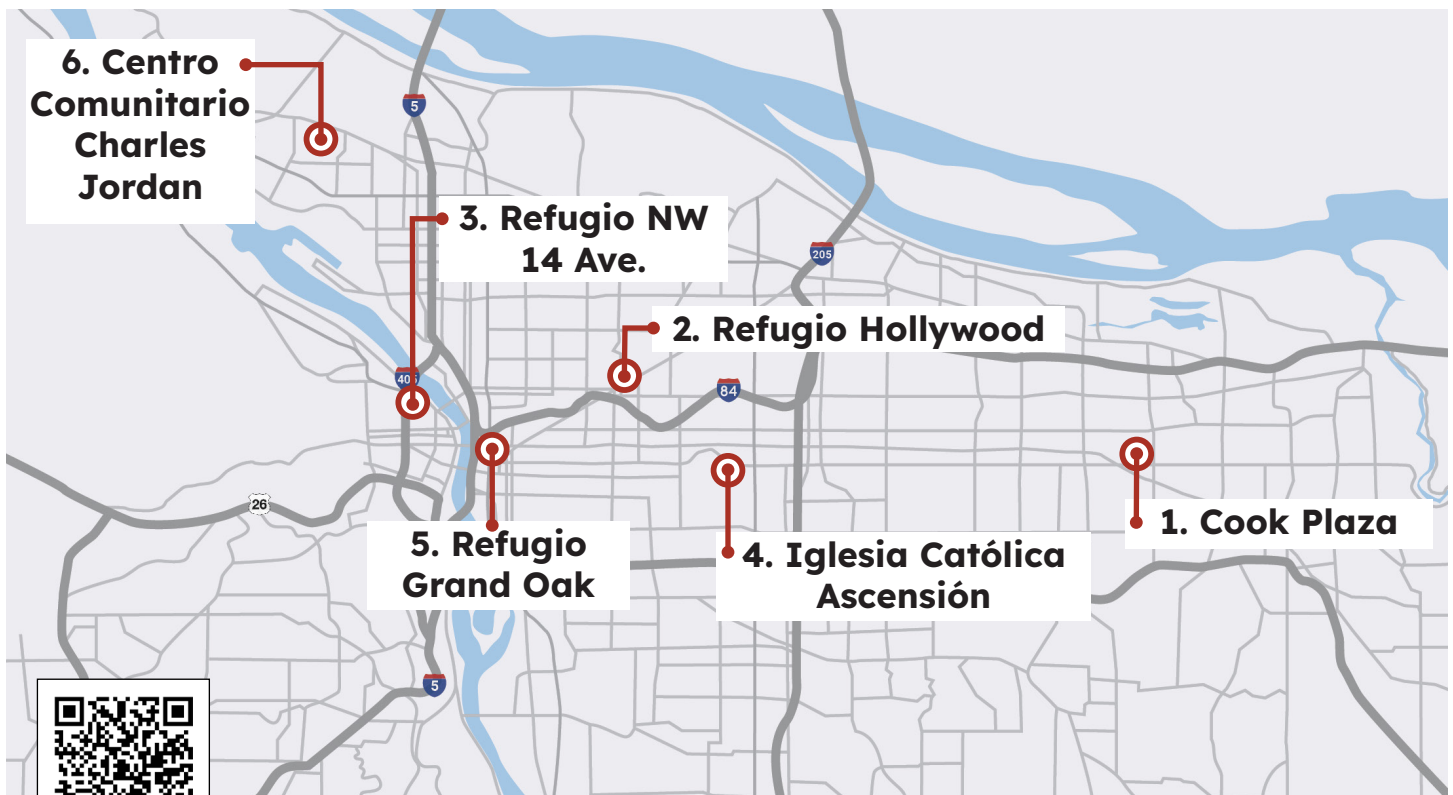 6. Centro
Comunitario
Charles
Jordan
5
3. Refugio NW
14 Ave.
205
2. Refugio Hollywood
405
84
26
5. Refugio
Grand Oak
4. Iglesia Católica
Ascensión
1. Cook Plaza
5